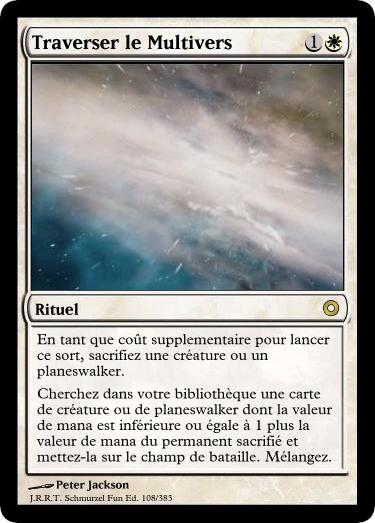 Traverser le Multivers 1
Rituel
En tant que coût supplementaire pour lancer
ce sort, sacrifiez une créature ou un
planeswalker.
Cherchez dans votre bibliothèque une carte
de créature ou de planeswalker dont la valeur
de mana est inférieure ou égale à 1 plus la
valeur de mana du permanent sacrifié et
mettez-la sur le champ de bataille. Mélangez.
Peter Jackson
J.R.R.T. Schmurzel Fun Ed. 108/383